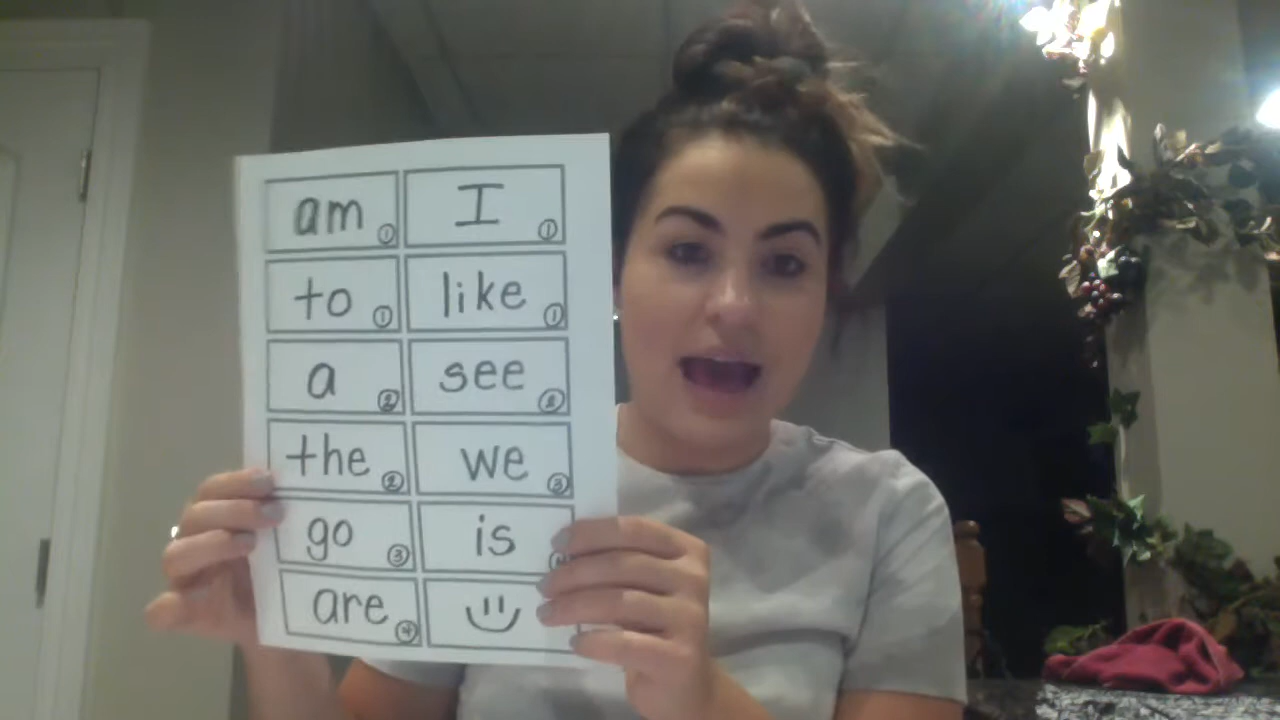 am ① I ①
to ① like ①
a ② see ②
the ② we ③
go ③ is
are ④